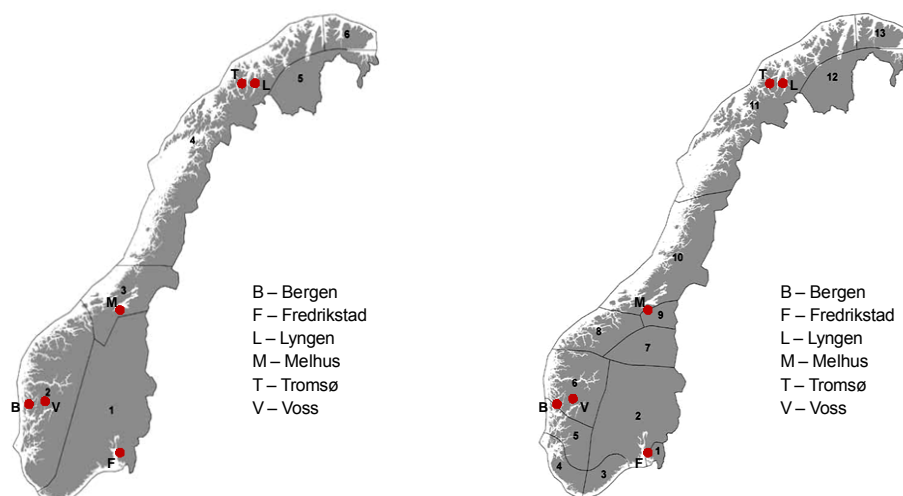 6
T
L
5
4
3
M
2
B
V
1
F
B – Bergen
F – Fredrikstad
L – Lyngen
M – Melhus
T – Tromsø
V – Voss
13
T
L
12
11
10
M
9
8
7
6
B
V
2
5
4
3
F
1
B – Bergen
F – Fredrikstad
L – Lyngen
M – Melhus
T – Tromsø
V – Voss